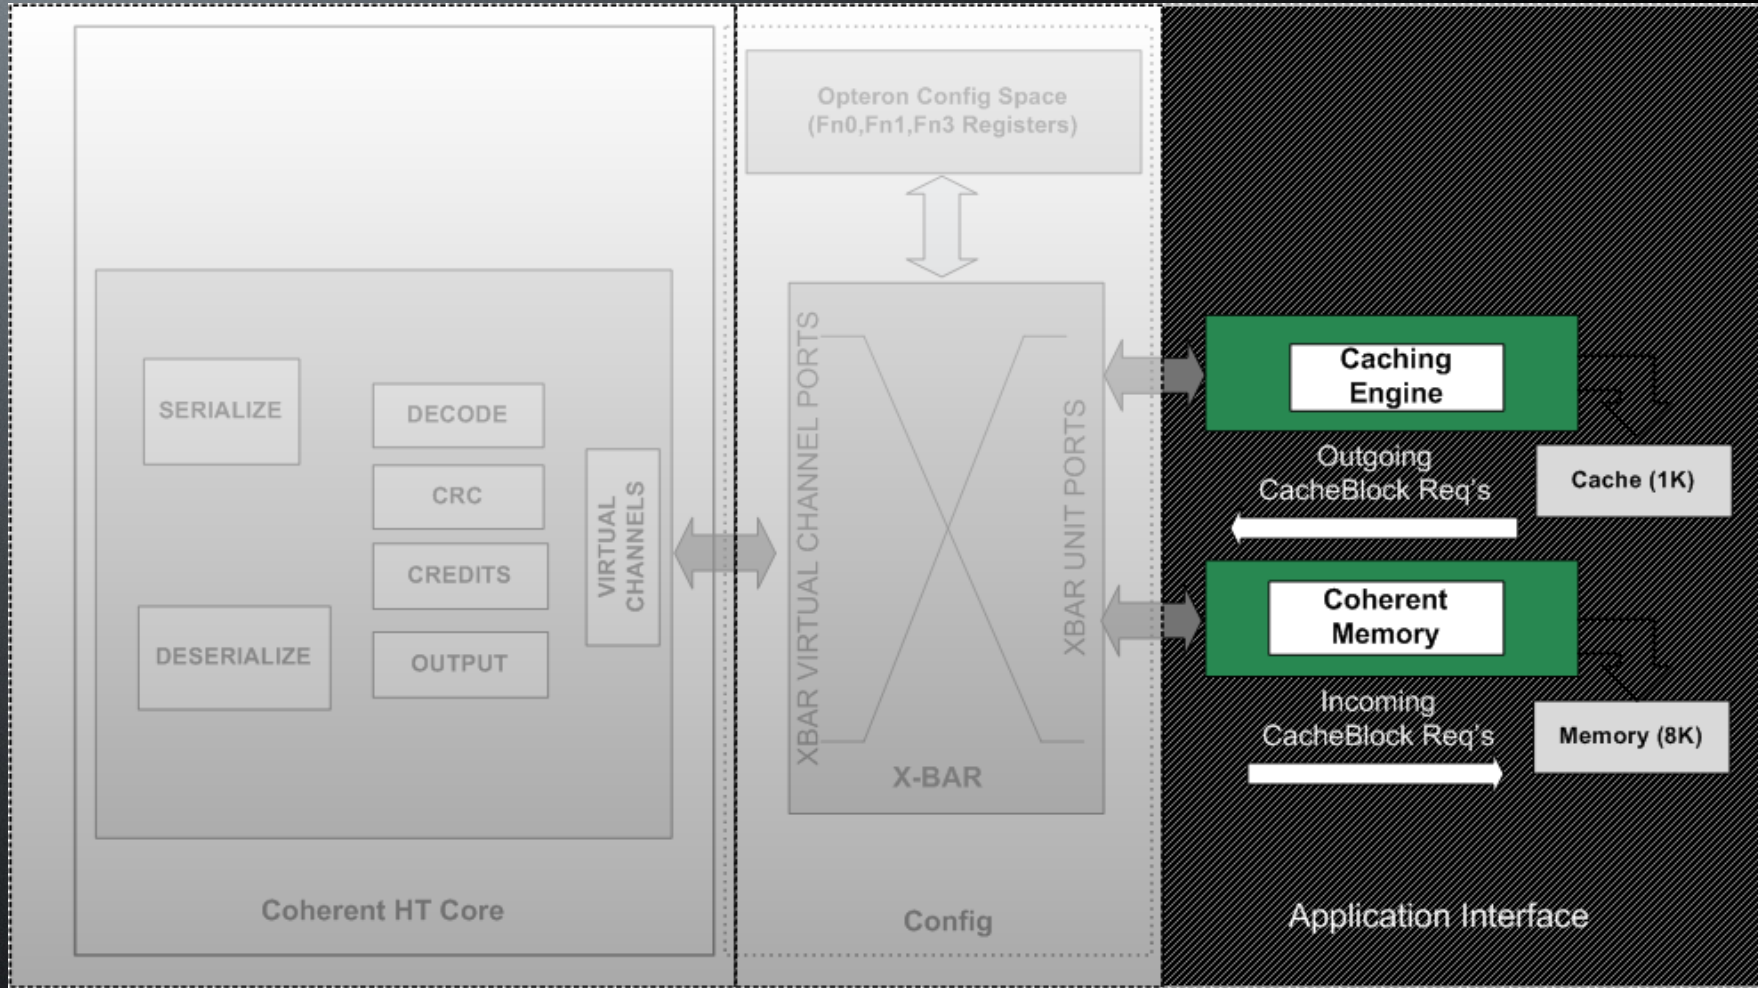 Opteron Config Space
(Fn0,Fn1,Fn3 Registers)
SERIALIZE
DESERIALIZE
DECODE
CRC
CREDITS
OUTPUT
VIRTUAL
CHANNELS
Coherent HT Core
XBAR VIRTUAL CHANNEL PORTS
XBAR UNIT PORTS
X-BAR
Config
Caching
Engine
Outgoing
CacheBlock Req's
Cache (1K)
Coherent
Memory
Incoming
CacheBlock Req's
Memory (8K)
Application Interface